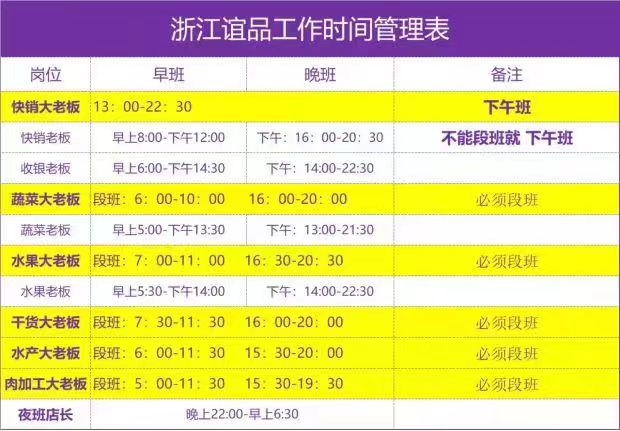 浙江谊品工作时间管理表
岗位 早班 晚班 备注
快销大老板 13：00-22：30 下午班
快销老板 早上8:00-下午12:00 下午：16：00-20：30 不能段班就 下午班
收银老板 早上6:00-下午14:30 下午：14:00-22:30
蔬菜大老板 段班：6：00-10：00 16：00-20：00 必须段班
蔬菜老板 早上5:00-下午13:30 下午：13:00-21:30
水果大老板 段班：7：00-11：00 16：30-20：30 必须段班
水果老板 早上5:30-下午14:00 下午：14:00-22:30
干货大老板 段班：7：30-11：30 16：00-20：00 必须段班
水产大老板 段班：6：00-11：30 15：30-20：00 必须段班
肉加工大老板 段班：5：00-11：30 15：30-19：30 必须段班
夜班店长 晚上22:00-早上6:30